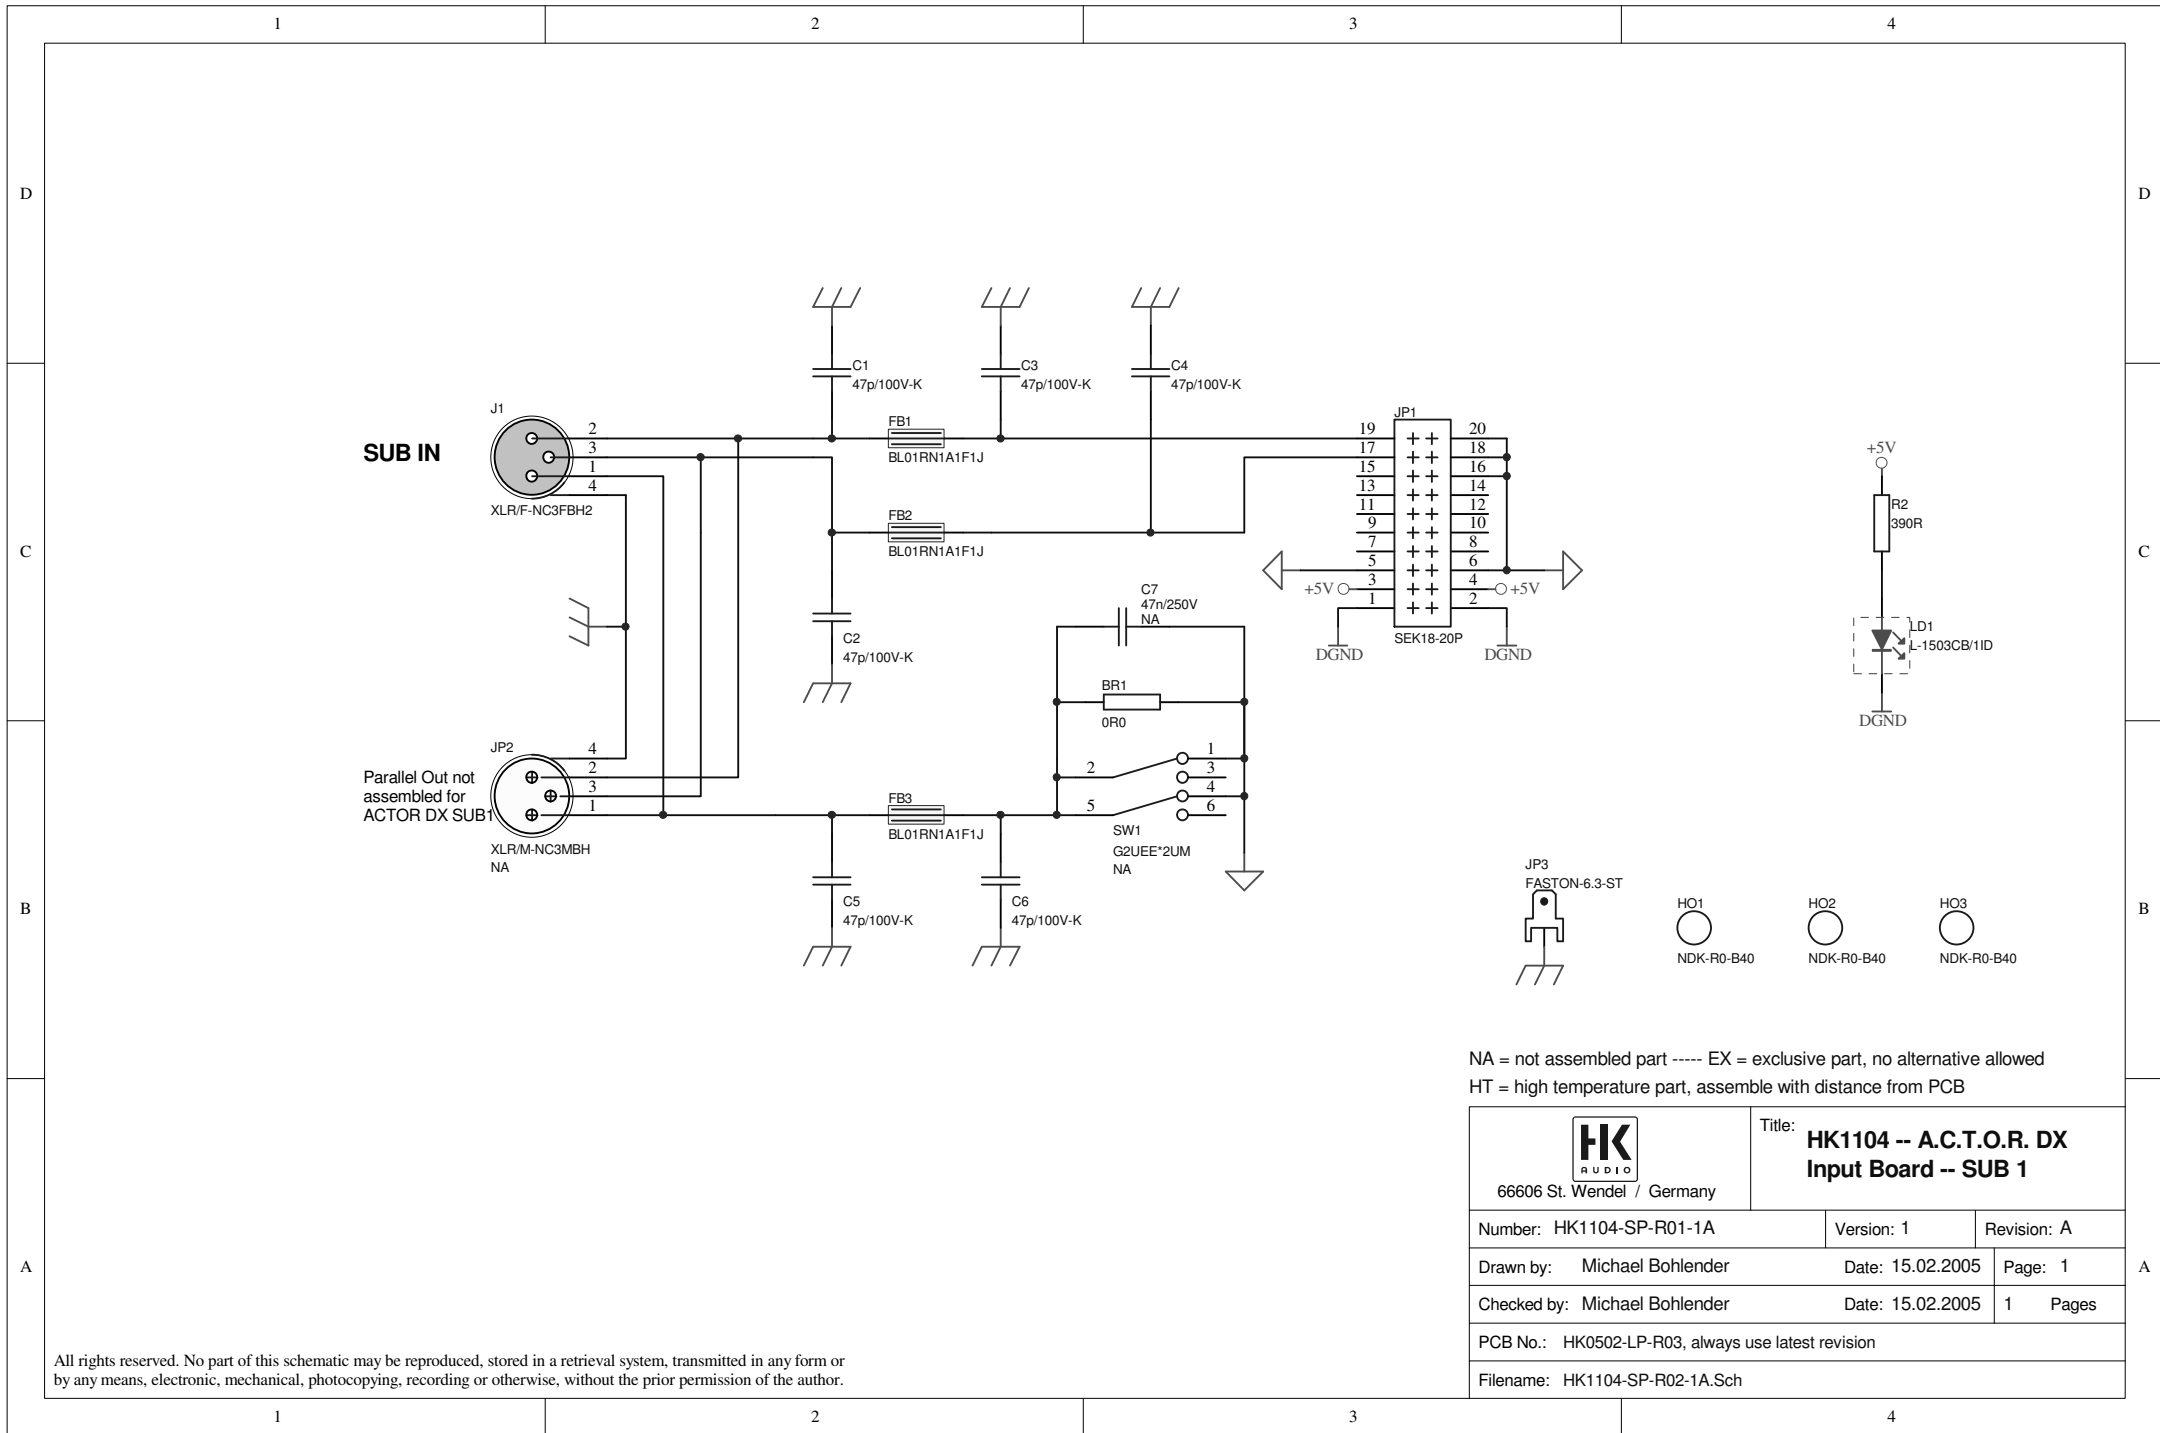 1 2 3 4
D D
C1
47p/100V-K
C3
47p/100V-K
C4
47p/100V-K
SUB IN
J1
2
3
1
4
XLR/F-NC3FBH2
FB1
BL01RN1A1F1J
FB2
BL01RN1A1F1J
JP1
19 20
17 18
15 16
13 14
11 12
9 10
7 8
5 6
+5V 3 4 +5V
1 2
SEK18-20P
DGND DGND
+5V
R2
390R
LD1
L-1503CB/1ID
DGND
C C
C2
47p/100V-K
C7
47n/250V
NA
BR1
0R0
2 1
3
5 4
6
SW1
G2UEE*2UM
NA
JP2
4
2
3
1
Parallel Out not
assembled for
ACTOR DX SUB1
XLR/M-NC3MBH
NA
FB3
BL01RN1A1F1J
C5
47p/100V-K
C6
47p/100V-K
JP3
FASTON-6.3-ST
HO1
NDK-R0-B40
HO2
NDK-R0-B40
HO3
NDK-R0-B40
B B
NA = not assembled part ----- EX = exclusive part, no alternative allowed
HT = high temperature part, assemble with distance from PCB
HK
AUDIO
66606 St. Wendel / Germany
Title:
HK1104 -- A.C.T.O.R. DX
Input Board -- SUB 1
Number: HK1104-SP-R01-1A Version: 1 Revision: A
Drawn by: Michael Bohlender Date: 15.02.2005 Page: 1
Checked by: Michael Bohlender Date: 15.02.2005 1 Pages
PCB No.: HK0502-LP-R03, always use latest revision
Filename: HK1104-SP-R02-1A.Sch
A A
All rights reserved. No part of this schematic may be reproduced, stored in a retrieval system, transmitted in any form or
by any means, electronic, mechanical, photocopying, recording or otherwise, without the prior permission of the author.
1 2 3 4